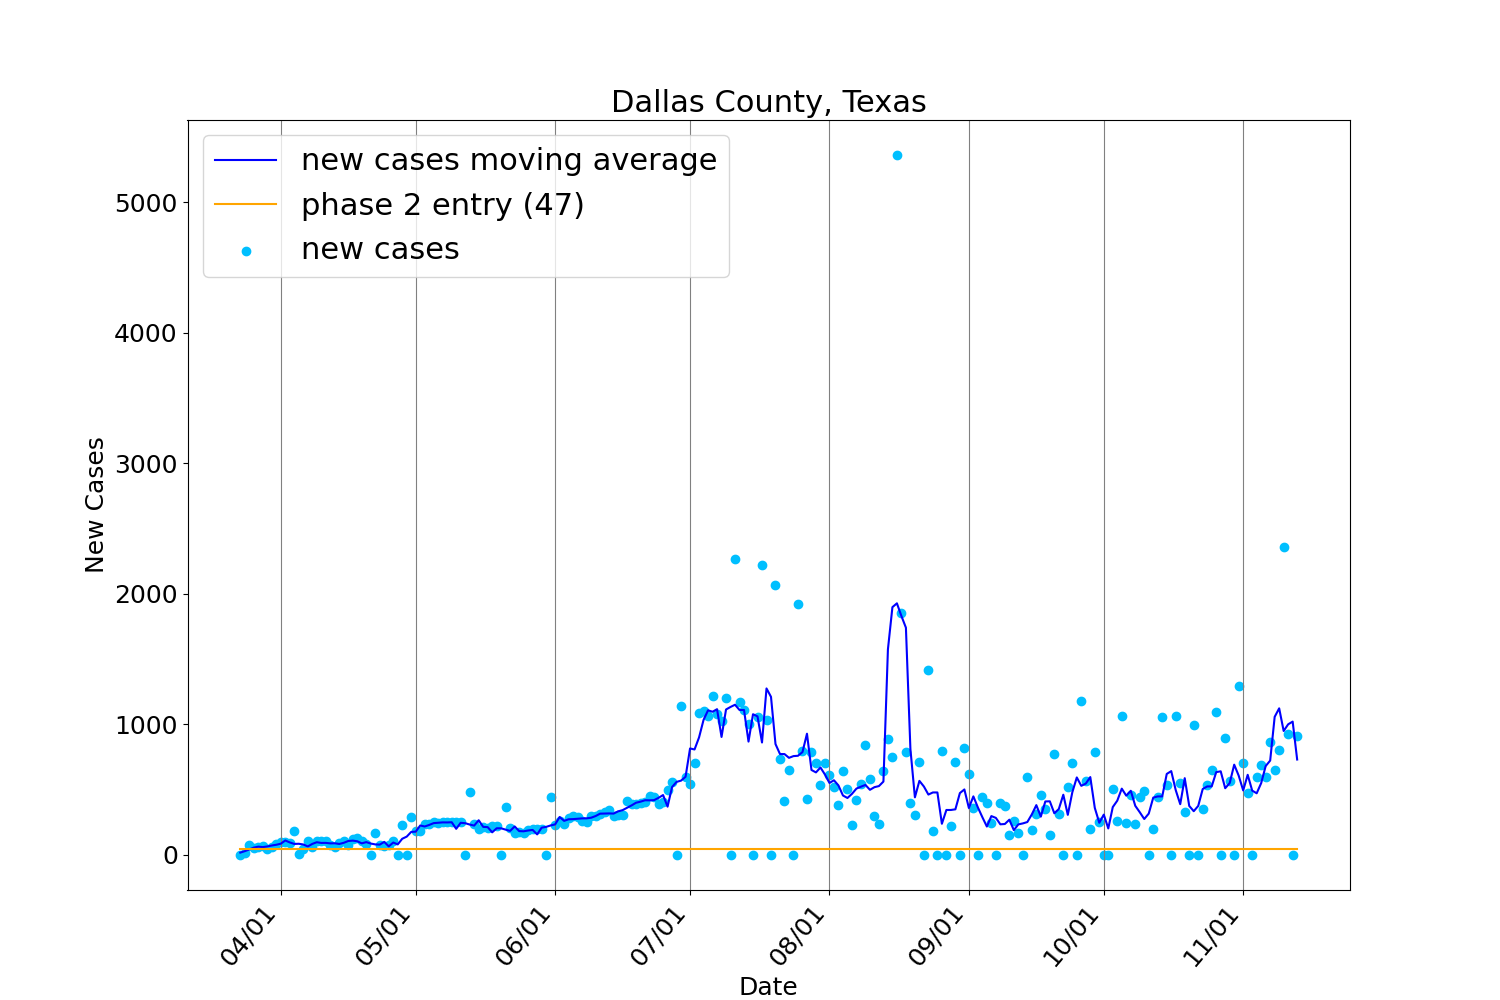 Dallas County, Texas
new cases moving average
phase 2 entry (47)
new cases
5000
4000
3000
2000
1000
0
New Cases
04/01
05/01
06/01
07/01
08/01
09/01
10/01
11/01
Date